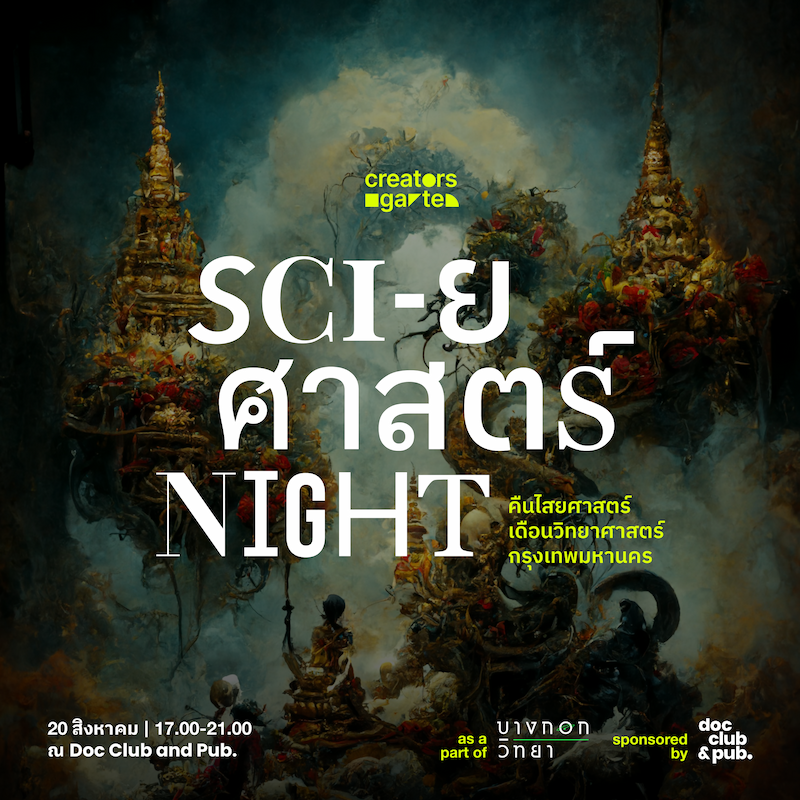 creators
garten
SCI-ย
ศาสตร์
NIGHT
คืนไสยศาสตร์
เดือนวิทยาศาสตร์
กรุงเทพมหานคร
20 สิงหาคม | 17.00-21.00
ณ Doc Club and Pub.
as a
part of
บางกอก
วิทยา
sponsored
by
doc
club
& pub.